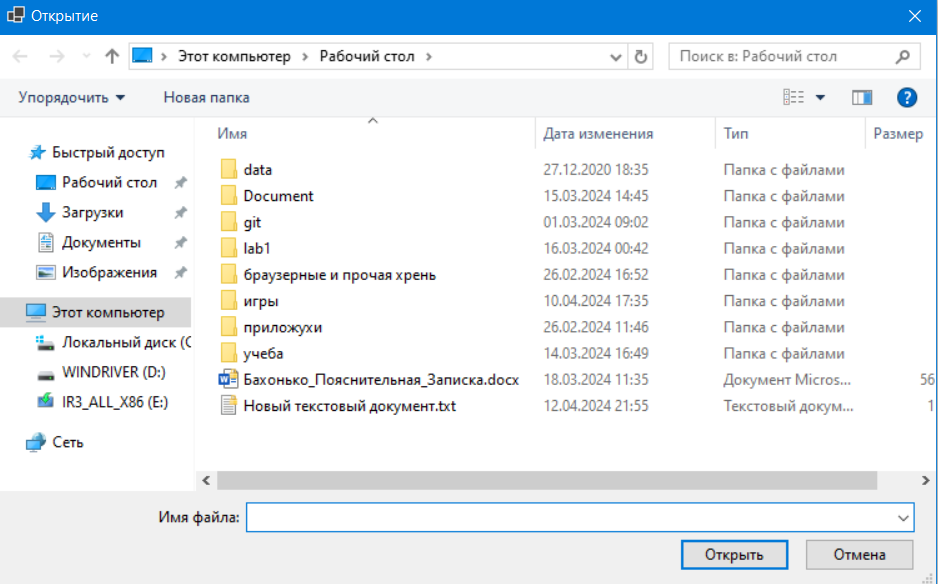 Открытие
Этот компьютер > Рабочий стол >
Поиск в: Рабочий стол
Упорядочить
Новая папка
?
Имя
Дата изменения
Тип
Размер
Быстрый доступ
Рабочий стол
Загрузки
Документы
Изображения
Этот компьютер
Локальный диск (C
WINDRIVER (D:)
IR3_ALL_X86 (E:)
Сеть
data 27.12.2020 18:35 Папка с файлами
Document 15.03.2024 14:45 Папка с файлами
git 01.03.2024 09:02 Папка с файлами
lab1 16.03.2024 00:42 Папка с файлами
браузерные и прочая хрень 26.02.2024 16:52 Папка с файлами
игры 10.04.2024 17:35 Папка с файлами
приложухи 26.02.2024 11:46 Папка с файлами
учеба 14.03.2024 16:49 Папка с файлами
Бахонько_Пояснительная_Записка.docx 18.03.2024 11:35 Документ Micros... 56
Новый текстовый документ.txt 12.04.2024 21:55 Текстовый докум... 1
Имя файла:
Открыть
Отмена